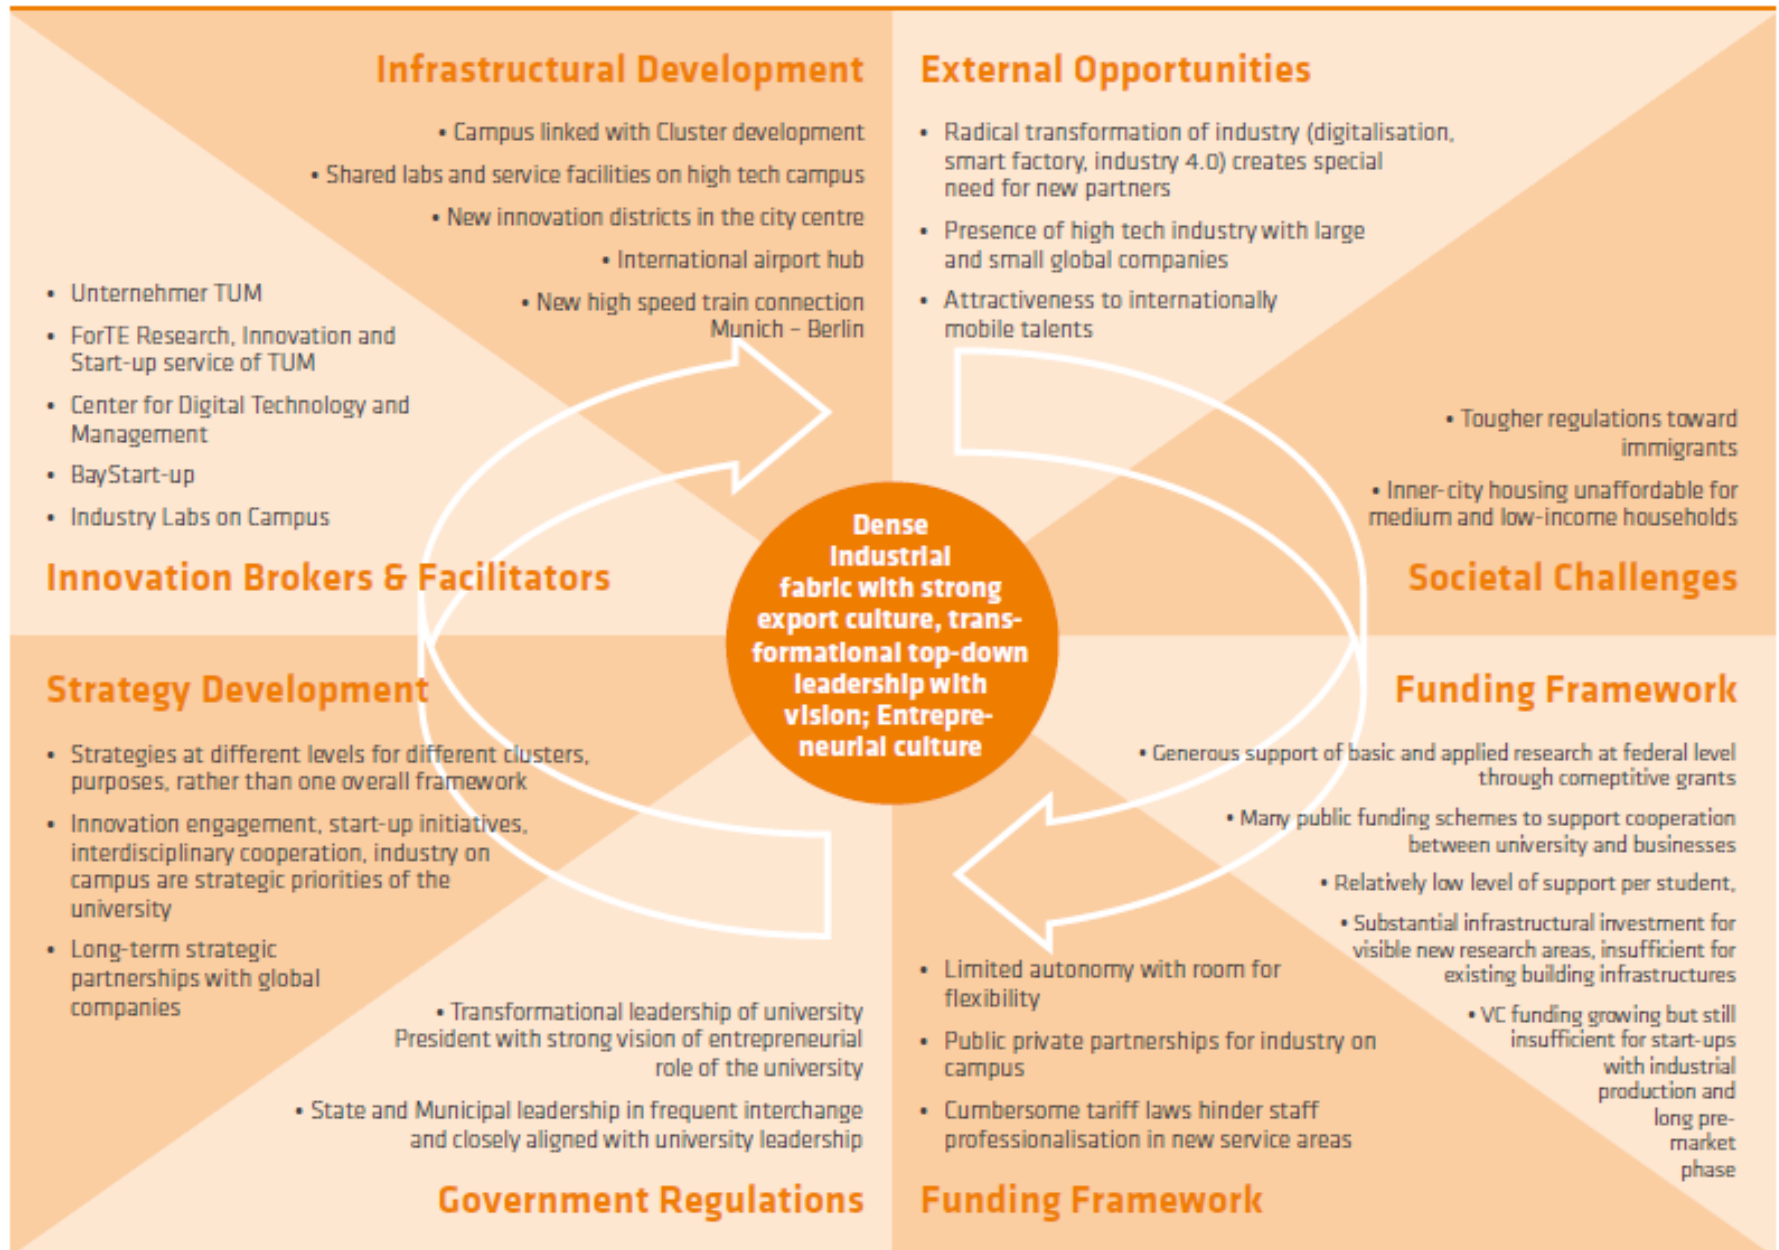 Infrastructural Development
• Campus linked with Cluster development
• Shared labs and service facilities on high tech campus
• New innovation districts in the city centre
• International airport hub
• New high speed train connection
Munich – Berlin
External Opportunities
• Radical transformation of industry (digitalisation,
smart factory, industry 4.0) creates special
need for new partners
• Presence of high tech industry with large
and small global companies
• Attractiveness to internationally
mobile talents
• Unternehmer TUM
• ForTE Research, Innovation and
Start-up service of TUM
• Center for Digital Technology and
Management
• BayStart-up
• Industry Labs on Campus
Innovation Brokers & Facilitators
• Tougher regulations toward
immigrants
• Inner-city housing unaffordable for
medium and low-income households
Societal Challenges
Dense
industrial
fabric with strong
export culture, trans-
formational top-down
leadership with
vision; Entrepre-
neurial culture
Strategy Development
• Strategies at different levels for different clusters,
purposes, rather than one overall framework
• Innovation engagement, start-up initiatives,
interdisciplinary cooperation, industry on
campus are strategic priorities of the
university
• Long-term strategic
partnerships with global
companies
Funding Framework
• Generous support of basic and applied research at federal level
through comeptitive grants
• Many public funding schemes to support cooperation
between university and businesses
• Relatively low level of support per student,
• Substantial infrastructural investment for
visible new research areas, insufficient for
existing building infrastructures
• VC funding growing but still
insufficient for start-ups
with industrial
production and
long pre-
market
phase
• Transformational leadership of university
President with strong vision of entrepreneurial
role of the university
• State and Municipal leadership in frequent interchange
and closely aligned with university leadership
Government Regulations
• Limited autonomy with room for
flexibility
• Public private partnerships for industry on
campus
• Cumbersome tariff laws hinder staff
professionalisation in new service areas
Funding Framework